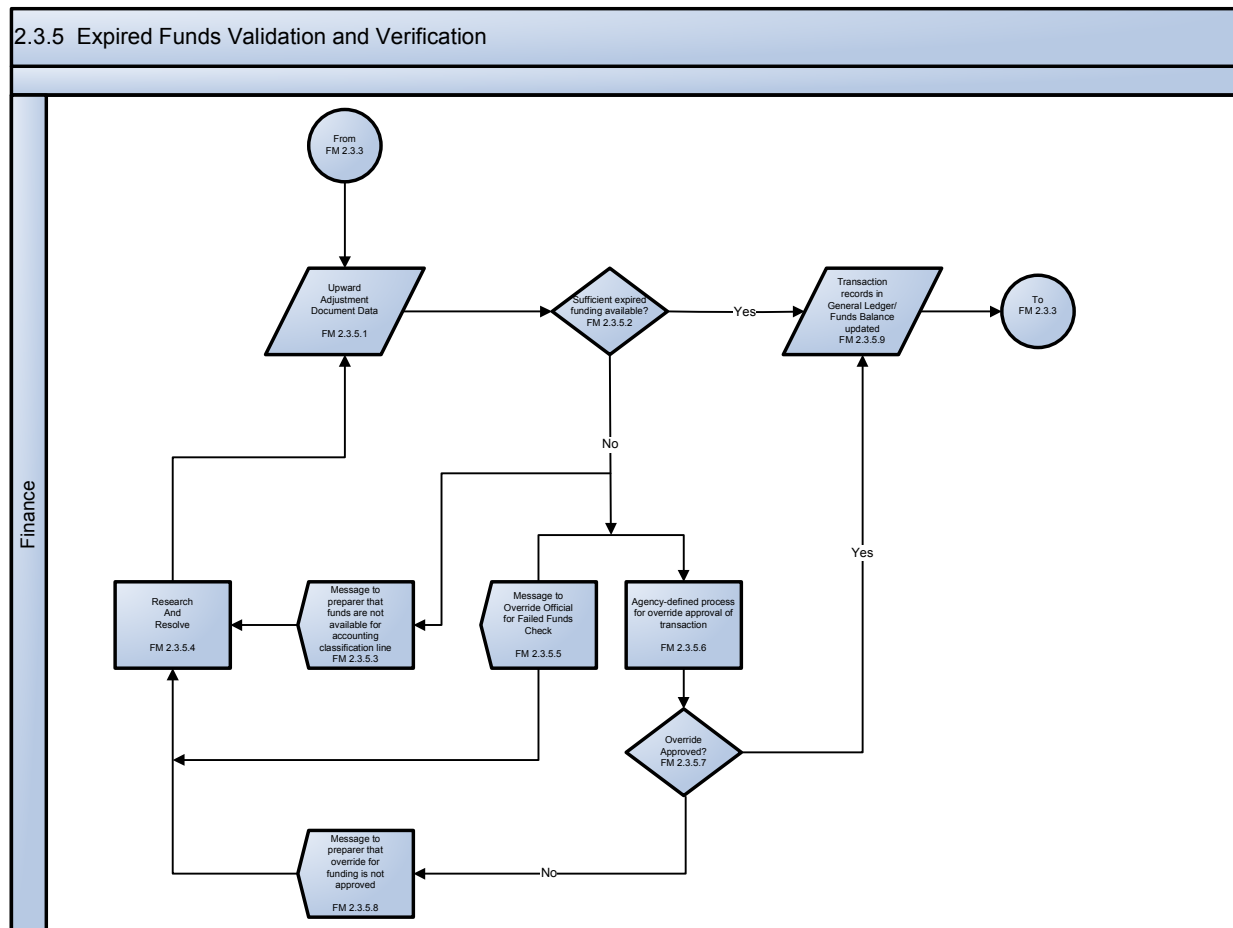 2.3.5 Expired Funds Validation and Verification
Finance
From
FM 2.3.3
Upward
Adjustment
Document Data
FM 2.3.5.1
Sufficient expired
funding available?
FM 2.3.5.2
Yes
Transaction
records in
General Ledger/
Funds Balance
updated
FM 2.3.5.9
To
FM 2.3.3
No
Research
And
Resolve
FM 2.3.5.4
Message to
preparer that
funds are not
available for
accounting
classification line
FM 2.3.5.3
Message to
Override Official
for Failed Funds
Check
FM 2.3.5.5
Agency-defined process
for override approval of
transaction
FM 2.3.5.6
Yes
Override
Approved?
FM 2.3.5.7
Message to
preparer that
override for
funding is not
approved
FM 2.3.5.8
No